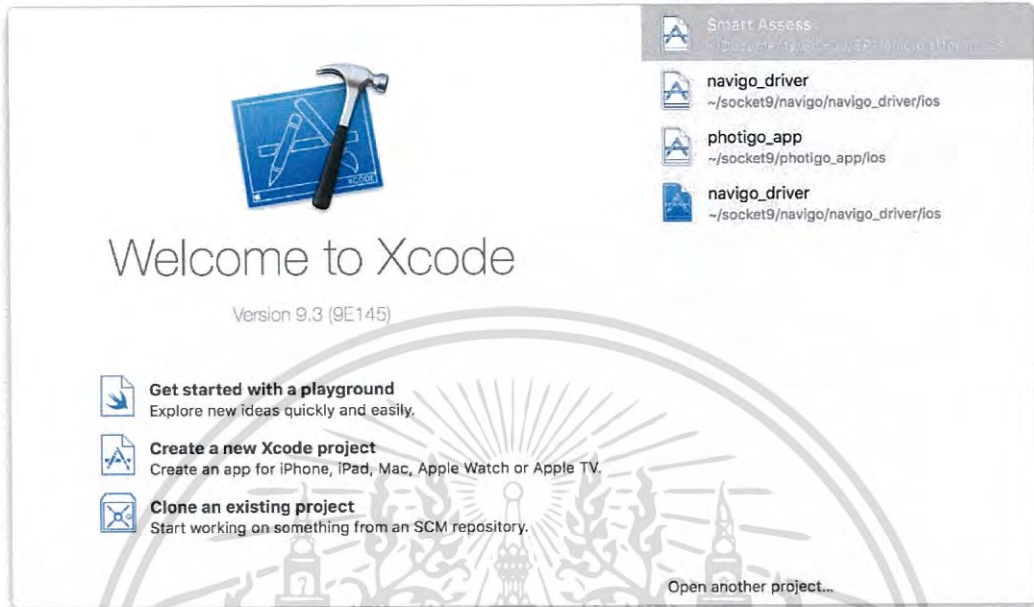 XCODE
Welcome to Xcode
Version 9.3 (9E145)
Get started with a playground
Explore new ideas quickly and easily.
Create a new Xcode project
Create an app for iPhone, iPad, Mac, Apple Watch or Apple TV.
Clone an existing project
Start working on something from an SCM repository.
Smart Assess
navigo_driver
~/socket9/navigo/navigo_driver/ios
photigo_app
~/socket9/photigo_app/ios
navigo_driver
~/socket9/navigo/navigo_driver/ios
Open another project...